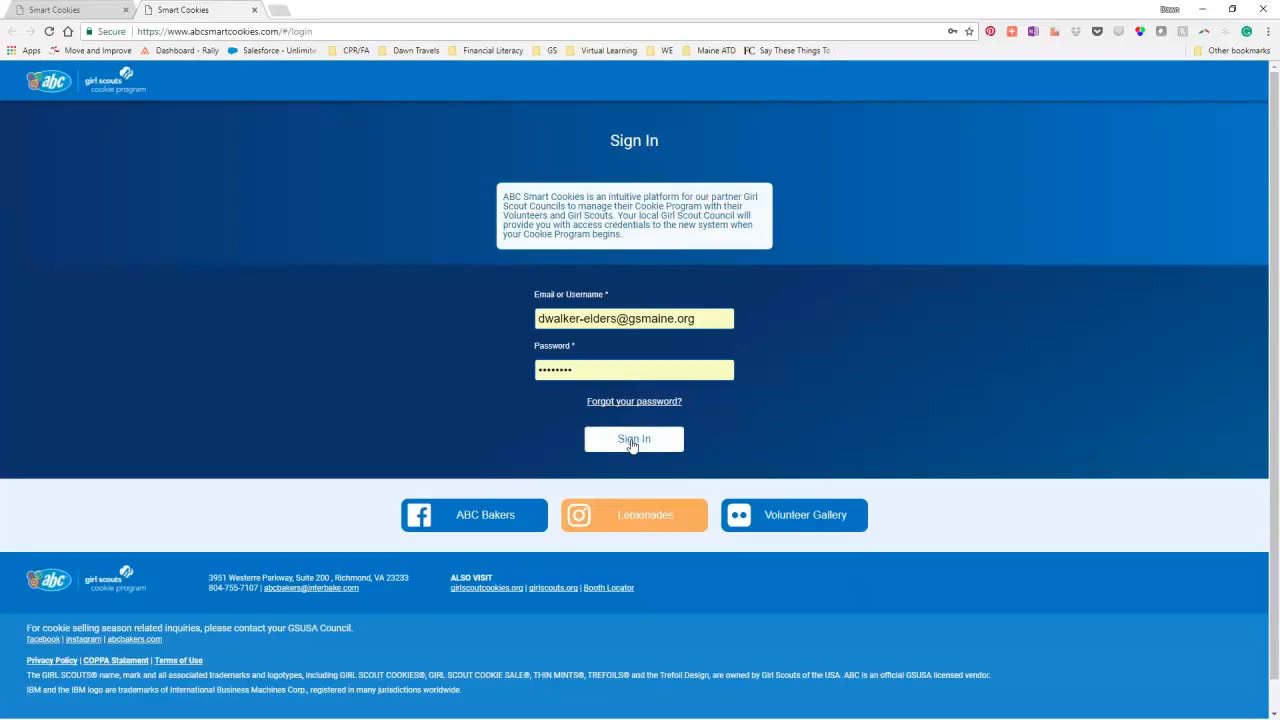 Smart Cookies
Smart Cookies
Dawn
Secure
https://www.abcsmartcookies.com/#/login
Apps
Move and Improve
Dashboard - Rally
Salesforce - Unlimite
CPR/FA
Dawn Travels
Financial Literacy
GS
Virtual Learning
WE
Maine ATD
FC Say These Things To
Other bookmarks
abc
girl scouts
cookie program
Sign In
ABC Smart Cookies is an intuitive platform for our partner Girl
Scout Councils to manage their Cookie Program with their
Volunteers and Girl Scouts. Your local Girl Scout Council will
provide you with access credentials to the new system when
your Cookie Program begins.
Email or Username *
dwalker-elders@gsmaine.org
Password *
••••••••
Forgot your password?
Sign In
ABC Bakers
Lemonades
Volunteer Gallery
abc
girl scouts
cookie program
3951 Westerre Parkway, Suite 200 , Richmond, VA 23233
804-755-7107 | abcbakers@interbake.com
ALSO VISIT
girlscoutcookies.org | girlscouts.org | Booth Locator
For cookie selling season related inquiries, please contact your GSUSA Council.
facebook | instagram | abcbakers.com
Privacy Policy | COPPA Statement | Terms of Use
The GIRL SCOUTS® name, mark and all associated trademarks and logotypes, including GIRL SCOUT COOKIES®, GIRL SCOUT COOKIE SALE®, THIN MINTS®, TREFOILS® and the Trefoil Design, are owned by Girl Scouts of the USA. ABC is an official GSUSA licensed vendor.
IBM and the IBM logo are trademarks of International Business Machines Corp., registered in many jurisdictions worldwide.